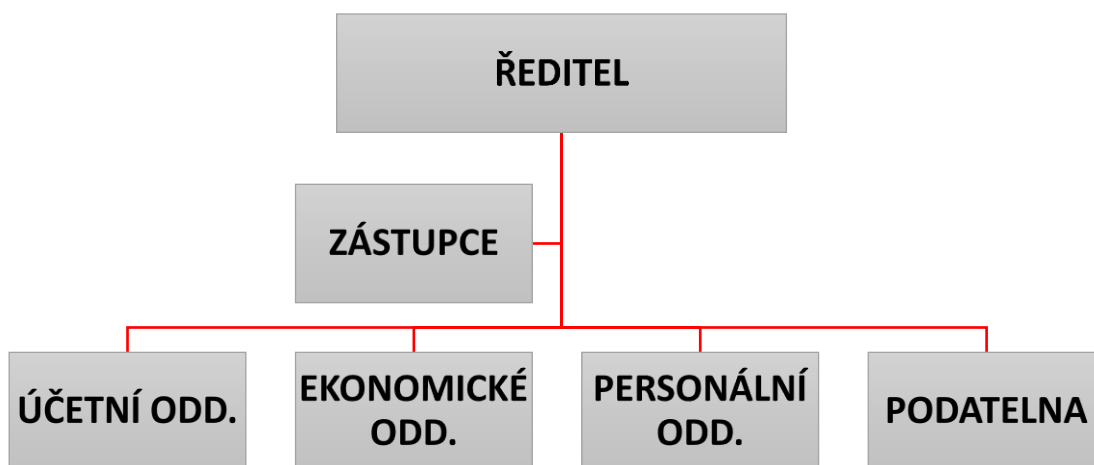 ŘEDITEL
ZÁSTUPCE
ÚČETNÍ ODD.
EKONOMICKÉ
ODD.
PERSONÁLNÍ
ODD.
PODATELNA